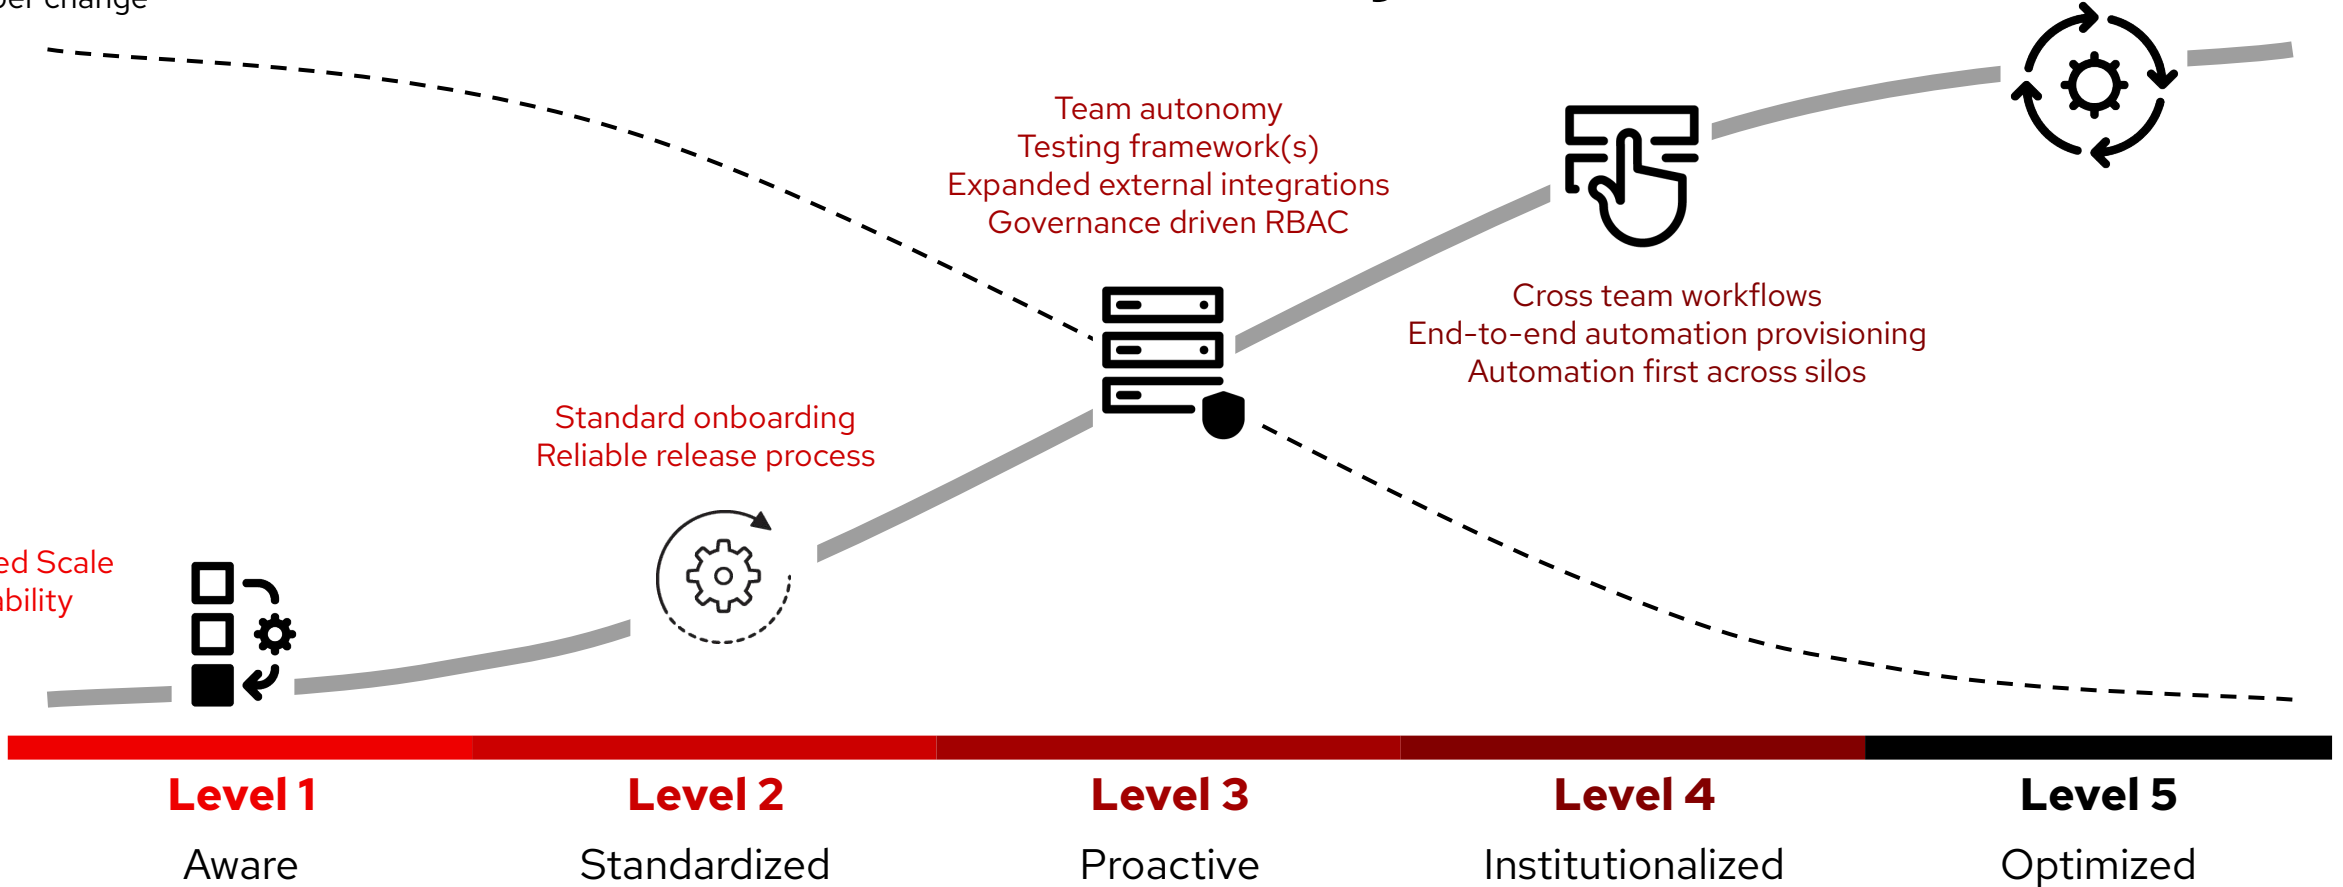 change
Team autonomy
Testing framework(s)
Expanded external integrations
Governance driven RBAC
Cross team workflows
End-to-end automation provisioning
Automation first across silos
Standard onboarding
Reliable release process
Scale
Level 1
Level 2
Level 3
Level 4
Level 5
Aware
Standardized
Proactive
Institutionalized
Optimized